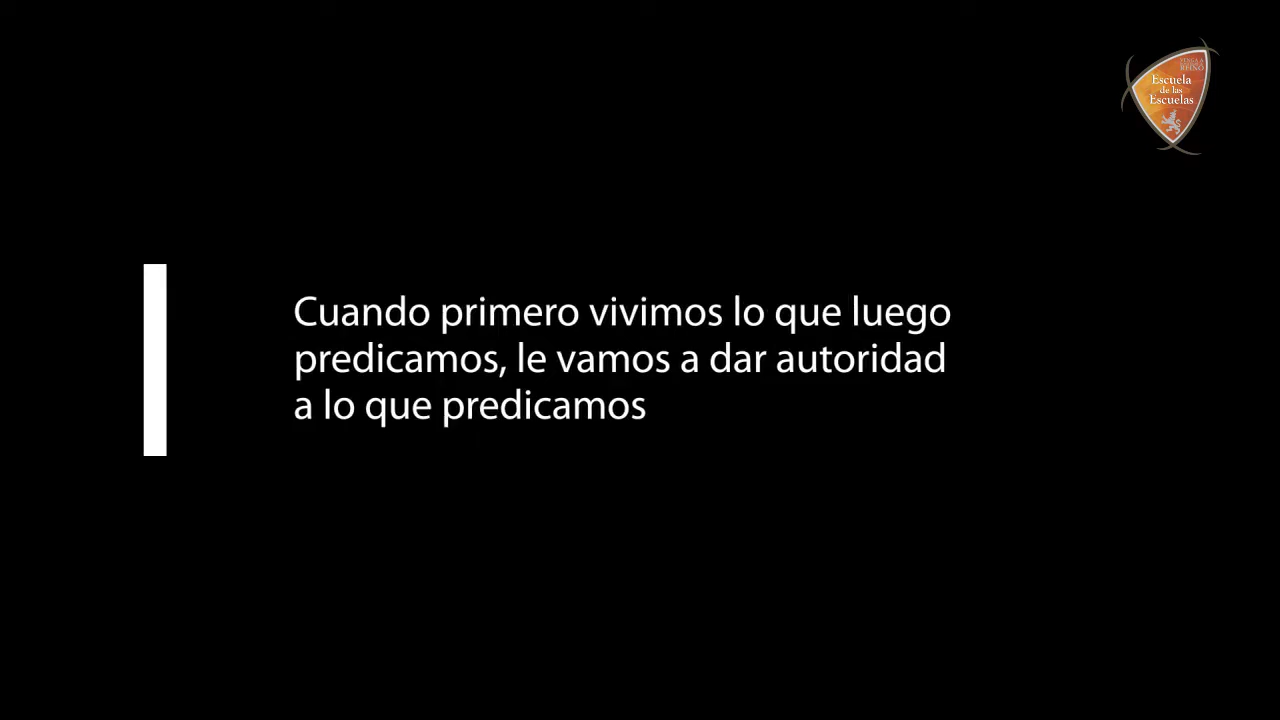 Escuela
de las
Escuelas
Cuando primero vivimos lo que luego
predicamos, le vamos a dar autoridad
a lo que predicamos